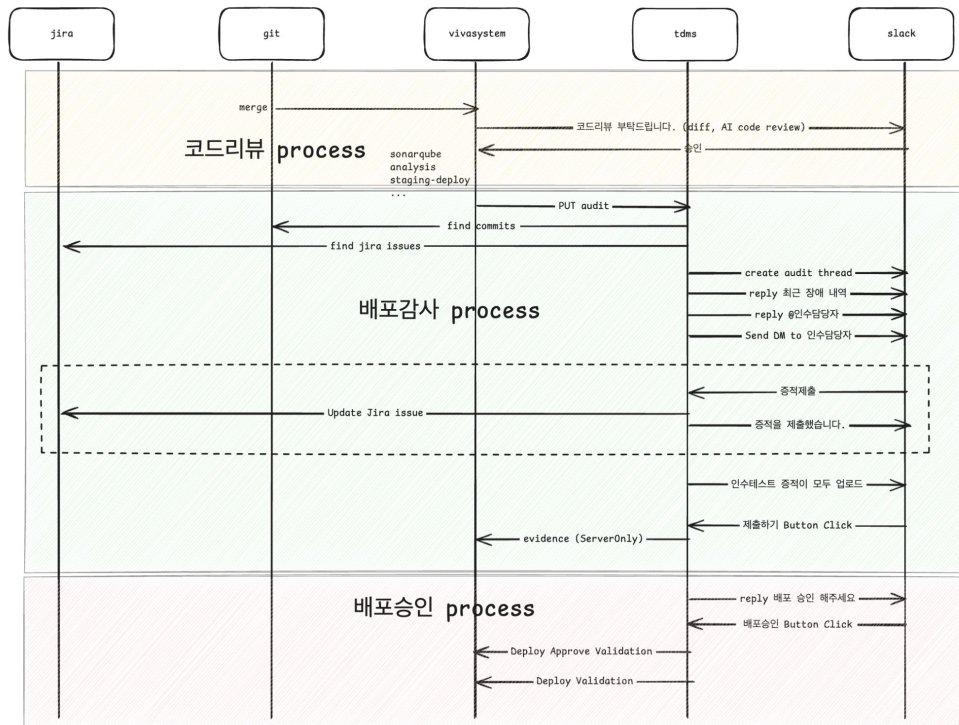 jira
git
vivasystem
tdms
slack
merge
코드리뷰 부탁드립니다. (diff, AI code review)
승인
코드리뷰 process
sonarqube
analysis
staging-deploy
...
PUT audit
find commits
find jira issues
create audit thread
reply 최근 장애 내역
배포감사 process
reply @인수담당자
Send DM to 인수담당자
증적제출
Update Jira issue
증적을 제출했습니다.
인수테스트 증적이 모두 업로드
제출하기 Button Click
evidence (ServerOnly)
reply 배포 승인 해주세요
배포승인 process
배포승인 Button Click
Deploy Approve Validation
Deploy Validation